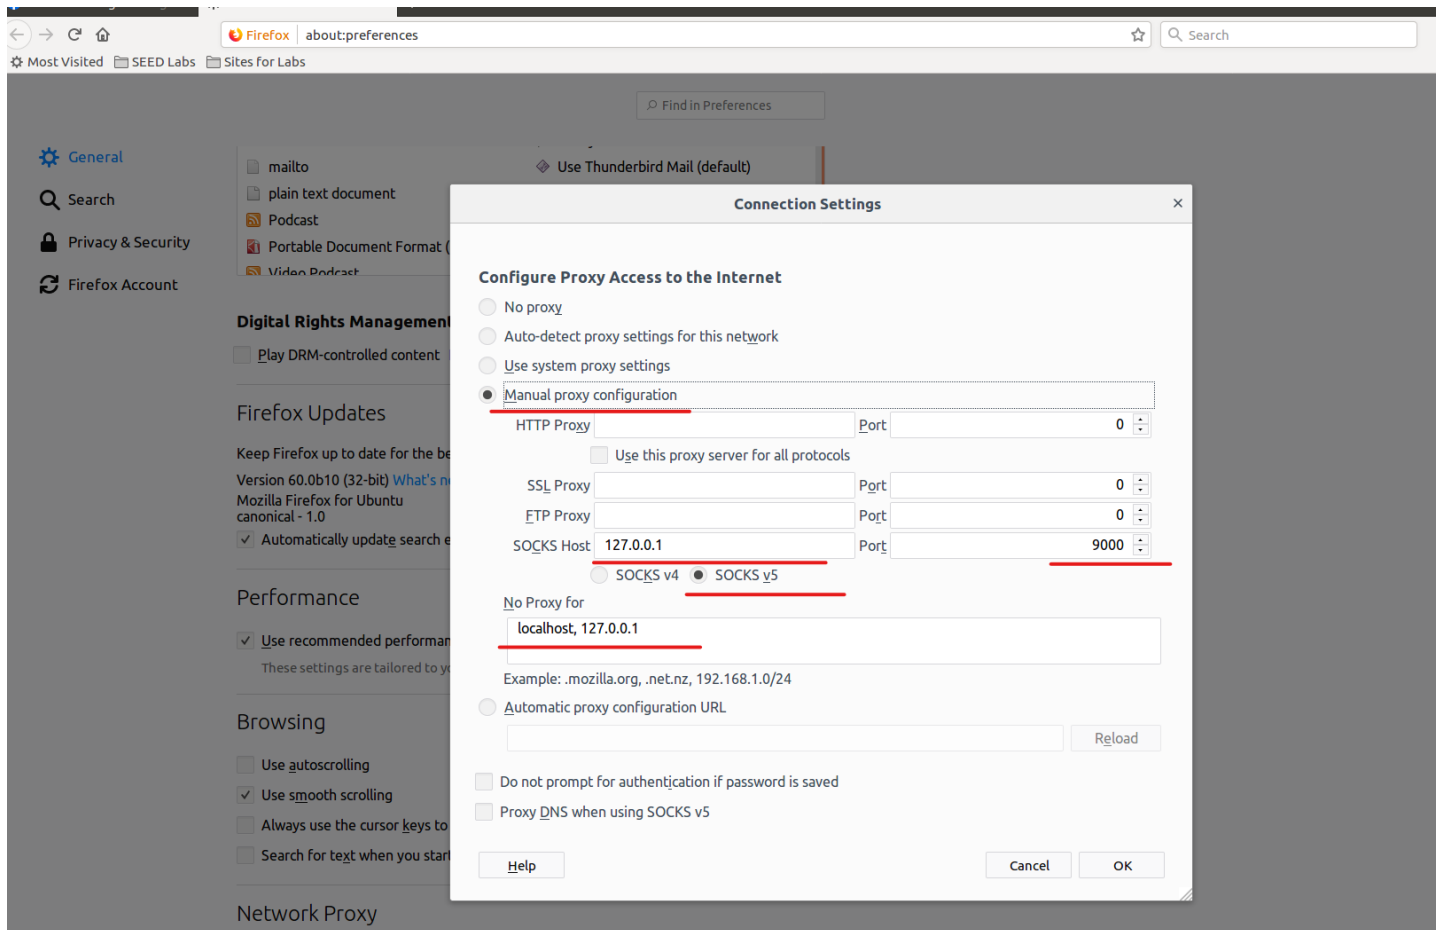 Firefox about:preferences Search
Most Visited SEED Labs Sites for Labs
Find in Preferences
General
Search
Privacy & Security
Firefox Account
mailto Use Thunderbird Mail (default)
plain text document
Podcast
Portable Document Format (
Video Podcast
Digital Rights Management
Play DRM-controlled content
Firefox Updates
Keep Firefox up to date for the be
Version 60.0b10 (32-bit) What's n
Mozilla Firefox for Ubuntu
canonical - 1.0
Automatically update search e
Performance
Use recommended performan
These settings are tailored to yo
Browsing
Use autoscrolling
Use smooth scrolling
Always use the cursor keys to
Search for text when you start
Network Proxy
Connection Settings ×
Configure Proxy Access to the Internet
No proxy
Auto-detect proxy settings for this network
Use system proxy settings
Manual proxy configuration
HTTP Proxy Port 0
Use this proxy server for all protocols
SSL Proxy Port 0
FTP Proxy Port 0
SOCKS Host 127.0.0.1 Port 9000
SOCKS v4 SOCKS v5
No Proxy for
localhost, 127.0.0.1
Example: .mozilla.org, .net.nz, 192.168.1.0/24
Automatic proxy configuration URL
Reload
Do not prompt for authentication if password is saved
Proxy DNS when using SOCKS v5
Help Cancel OK